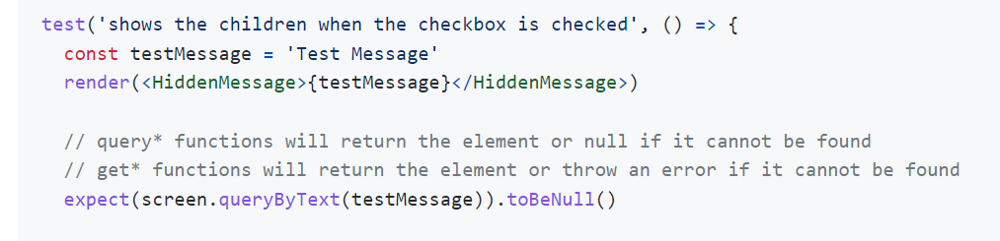 test('shows the children when the checkbox is checked', () => {
const testMessage = 'Test Message'
render(<HiddenMessage>{testMessage}</HiddenMessage>)
// query* functions will return the element or null if it cannot be found
// get* functions will return the element or throw an error if it cannot be found
expect(screen.queryByText(testMessage)).toBeNull()